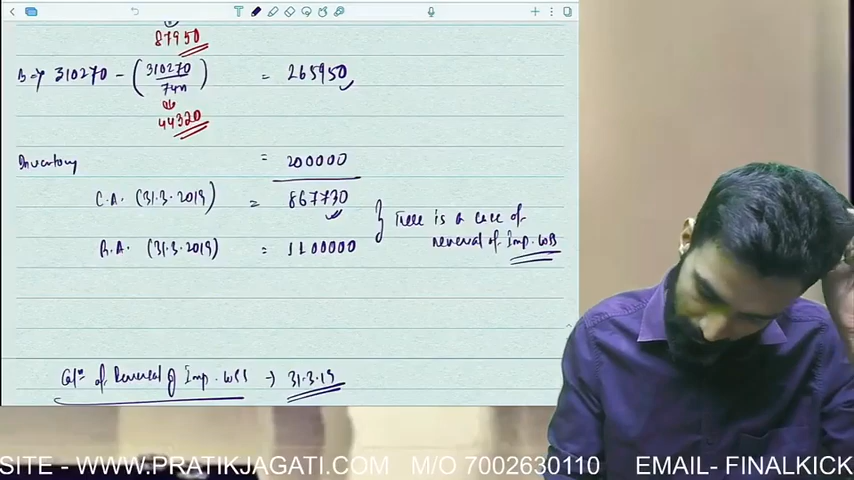 87950
B ⇒ 310270 - (310270/7yrs) = 265950
44320
Inventory = 200000
C.A. (31.3.2019) = 867730
There is a case of
reversal of Imp. loss
R.A. (31.3.2019) = 1100000
Calⁿ of Reversal of Imp. loss → 31.3.19
SITE - WWW.PRATIKJAGATI.COM M/O 7002630110 EMAIL- FINALKICK